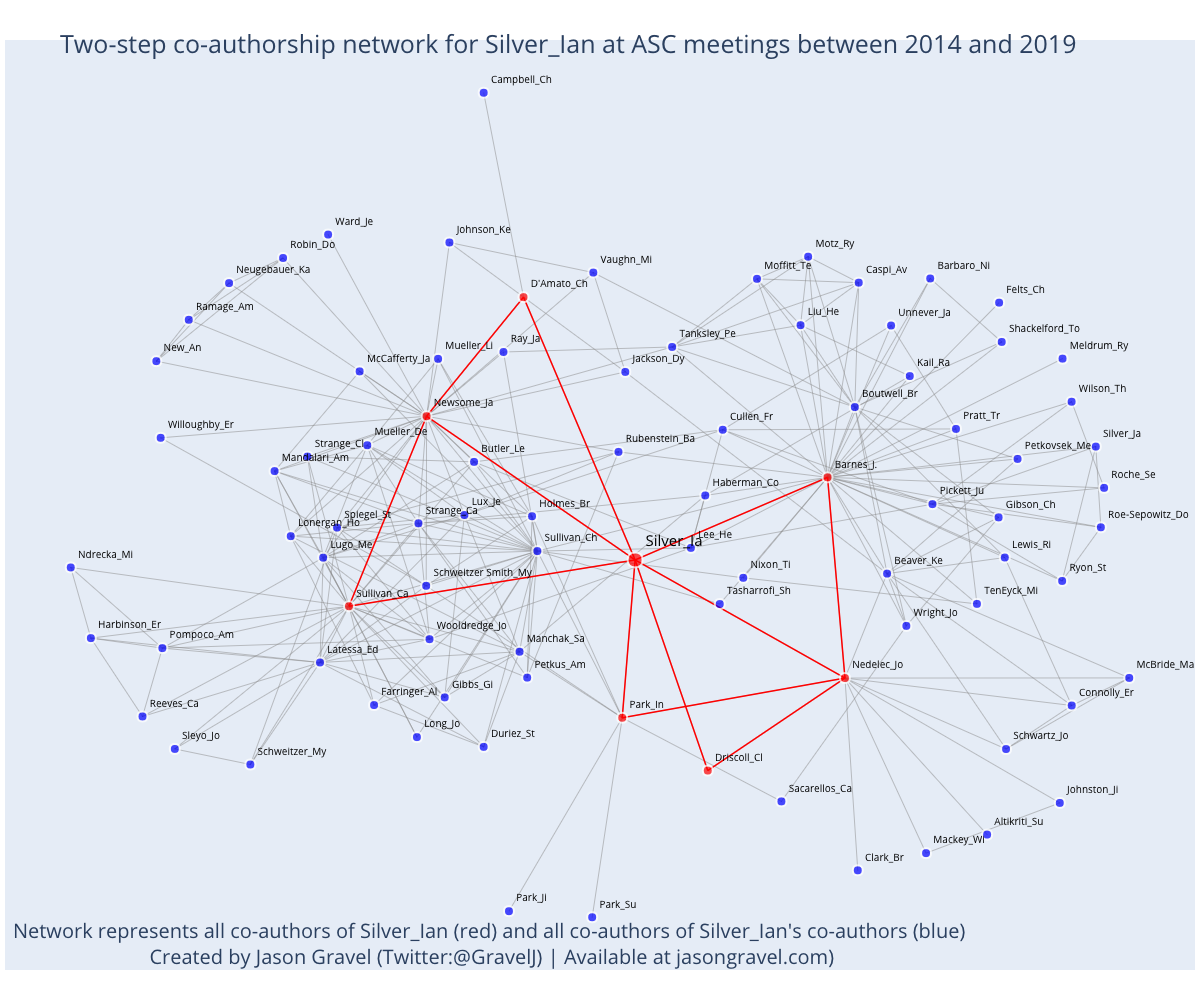 Two-step co-authorship network for Silver_Ian at ASC meetings between 2014 and 2019
Campbell_Ch
Ward_Je
Johnson_Ke
Robin_Do
Motz_Ry
Vaughn_Mi
Moffitt_Te
Caspi_Av
Barbaro_Ni
Neugebauer_Ka
D'Amato_Ch
Felts_Ch
Ramage_Am
Liu_He
Unnever_Ja
Shackelford_To
Tanksley_Pe
Ray_Ja
New_An
McCafferty_Ja
Mueller_Li
Jackson_Dy
Meldrum_Ry
Kail_Ra
Wilson_Th
Boutwell_Br
Newsome_Ja
Pratt_Tr
Cullen_Fr
Willoughby_Er
Mueller_De
Silver_Ja
Rubenstein_Ba
Strange_Cl
Butler_Le
Petkovsek_Me
Mandalari_Am
Barnes_J.
Roche_Se
Haberman_Co
Pickett_Ju
Lux_Je
Holmes_Br
Gibson_Ch
Spiegel_St
Strange_Ca
Roe-Sepowitz_Do
Lonergan_Ho
Lee_He
Sullivan_Ch
Silver_Ia
Lugo_Me
Lewis_Ri
Ndrecka_Mi
Nixon_Ti
Beaver_Ke
Ryon_St
Schweitzer Smith_My
Sullivan_Ca
Tasharrofi_Sh
TenEyck_Mi
Wright_Jo
Harbinson_Er
Wooldredge_Jo
Pompoco_Am
Manchak_Sa
Latessa_Ed
Petkus_Am
Nedelec_Jo
McBride_Ma
Gibbs_Gi
Farringer_Al
Connolly_Er
Reeves_Ca
Park_In
Long_Jo
Duriez_St
Sleyo_Jo
Schwartz_Jo
Schweitzer_My
Driscoll_Cl
Sacarellos_Ca
Johnston_Ji
Altikriti_Su
Mackey_Wi
Clark_Br
Park_Ji
Park_Su
Network represents all co-authors of Silver_Ian (red) and all co-authors of Silver_Ian's co-authors (blue)
Created by Jason Gravel (Twitter:@GravelJ) | Available at jasongravel.com)